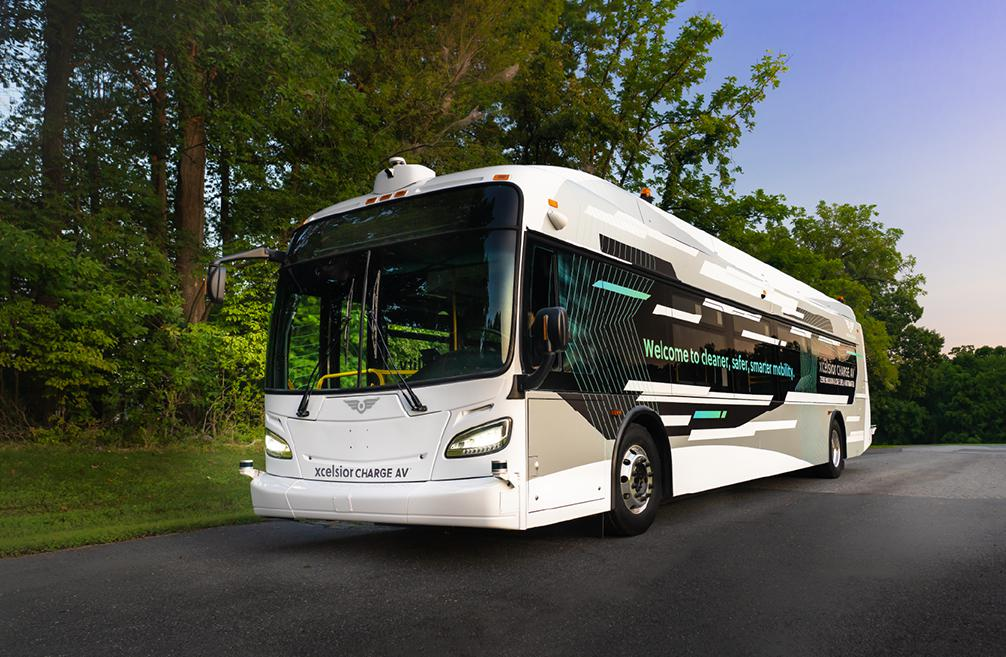 Welcome to cleaner, safer, smarter mobility.
XCELSIOR CHARGE AV
xcelsior CHARGE AV